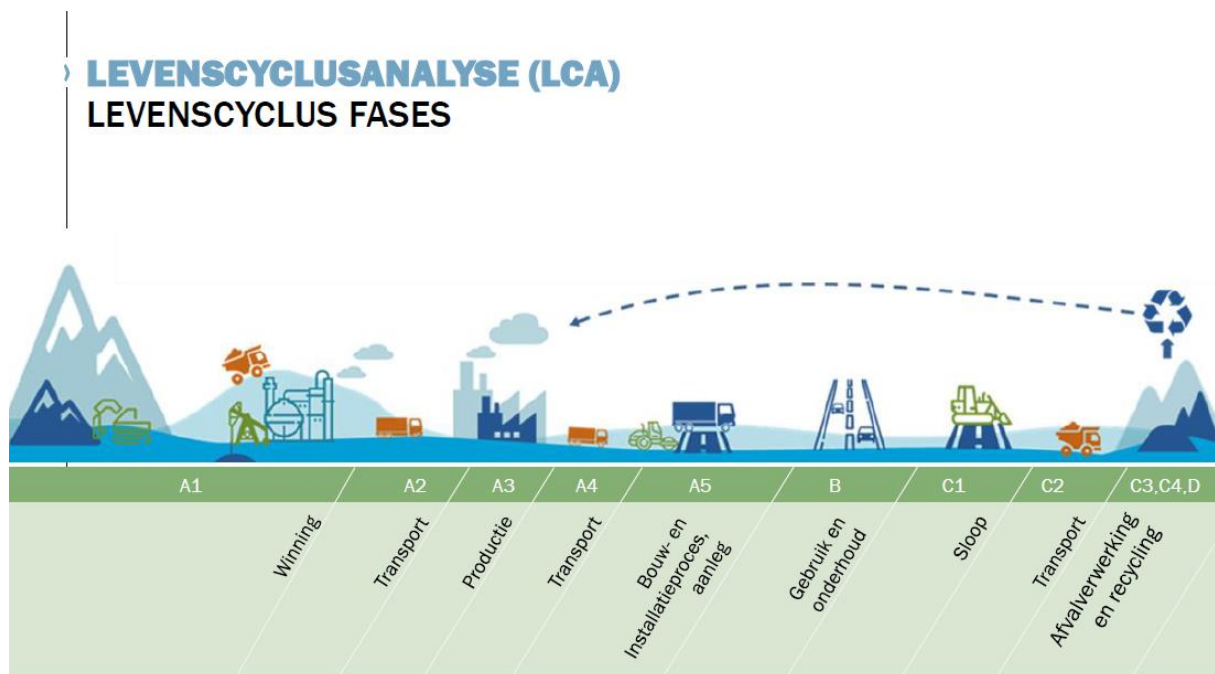 LEVENSCYCLUSANALYSE (LCA)
LEVENSCYCLUS FASES
A1
A2
A3
A4
A5
B
C1
C2
C3,C4,D
Winning
Transport
Productie
Transport
Bouw- en
Installatieproces,
aanleg
Gebruik en
onderhoud
Sloop
Transport
Afvalverwerking
en recycling